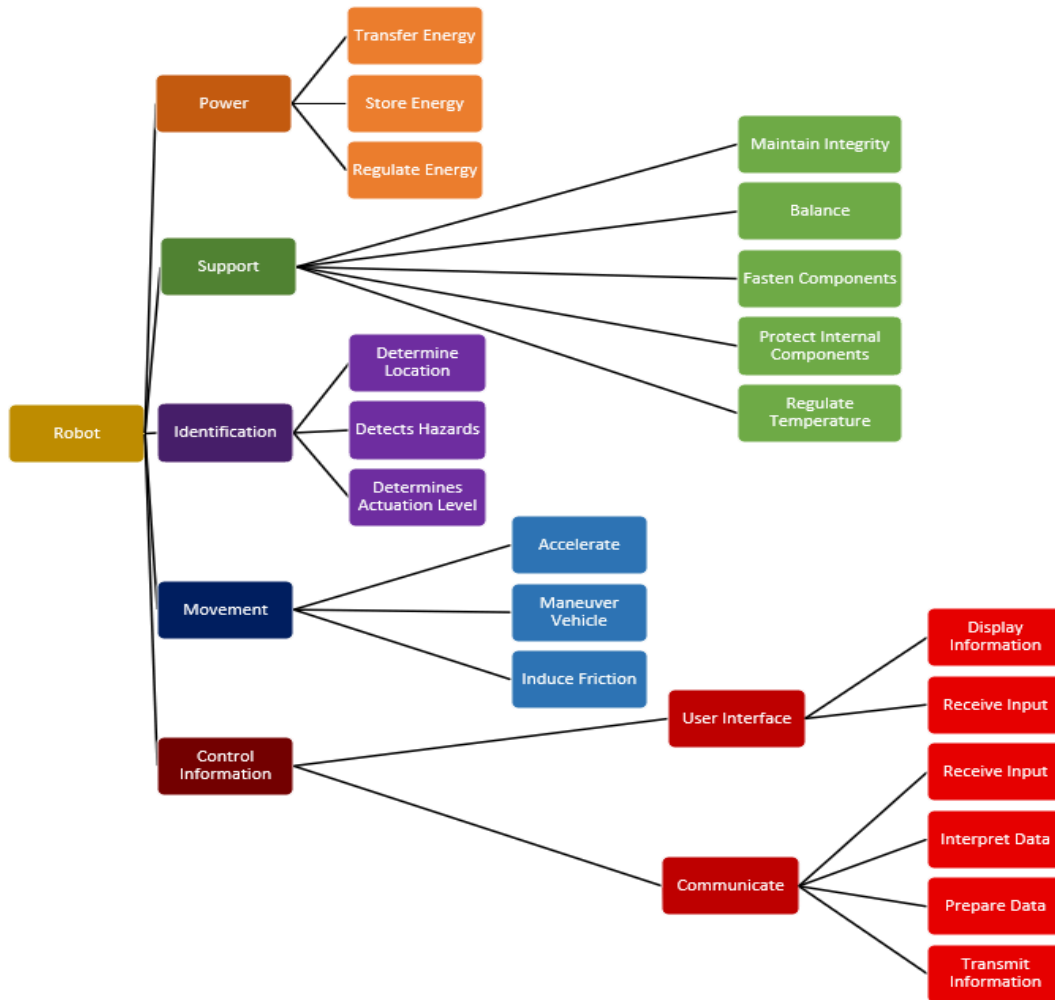 Transfer Energy
Power
Store Energy
Regulate Energy
Maintain Integrity
Balance
Support
Fasten Components
Protect Internal
Components
Regulate
Temperature
Robot
Identification
Determine
Location
Detects Hazards
Determines
Actuation Level
Movement
Accelerate
Maneuver
Vehicle
Induce Friction
Control
Information
User Interface
Display
Information
Receive Input
Communicate
Receive Input
Interpret Data
Prepare Data
Transmit
Information